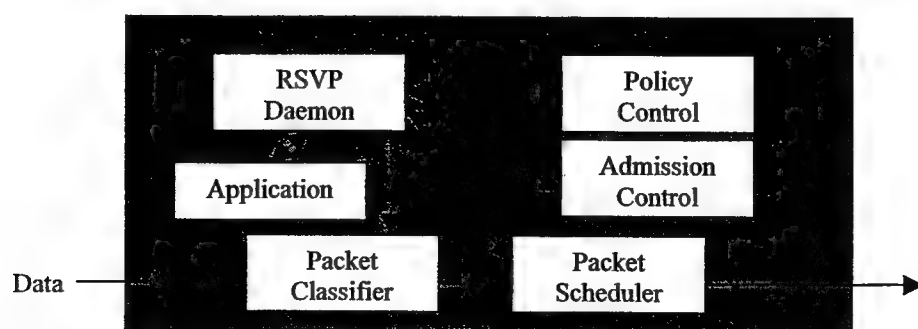 RSVP
Daemon
Policy
Control
Application
Admission
Control
Data
Packet
Classifier
Packet
Scheduler